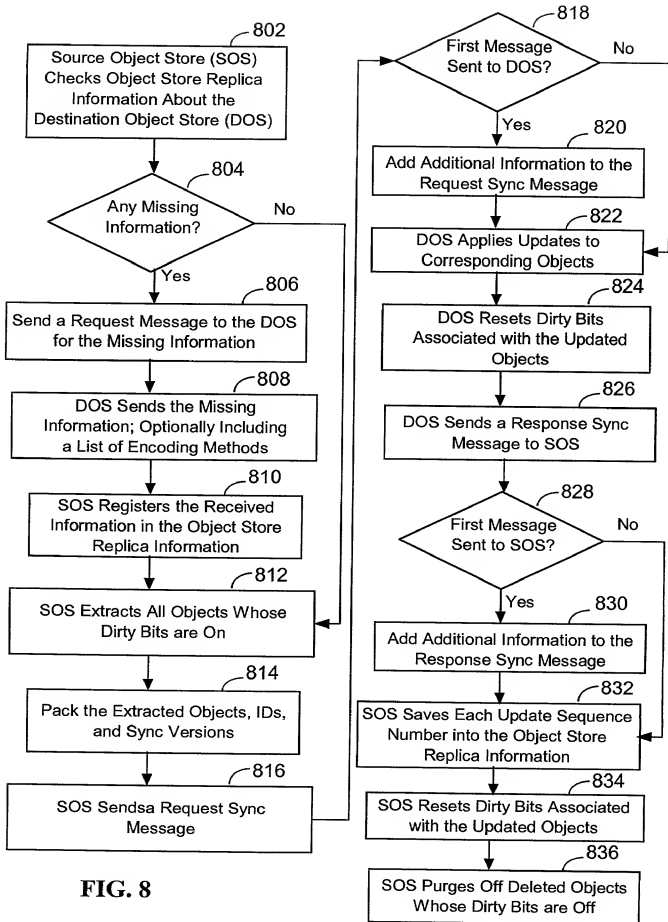 802
Source Object Store (SOS)
Checks Object Store Replica
Information About the
Destination Object Store (DOS)
804
Any Missing
Information?
No
Yes
806
Send a Request Message to the DOS
for the Missing Information
808
DOS Sends the Missing
Information; Optionally Including
a List of Encoding Methods
810
SOS Registers the Received
Information in the Object Store
Replica Information
812
SOS Extracts All Objects Whose
Dirty Bits are On
814
Pack the Extracted Objects, IDs,
and Sync Versions
816
SOS Sendsa Request Sync
Message
FIG. 8
818
First Message
Sent to DOS?
No
Yes
820
Add Additional Information to the
Request Sync Message
822
DOS Applies Updates to
Corresponding Objects
824
DOS Resets Dirty Bits
Associated with the Updated
Objects
826
DOS Sends a Response Sync
Message to SOS
828
First Message
Sent to SOS?
No
Yes
830
Add Additional Information to the
Response Sync Message
832
SOS Saves Each Update Sequence
Number into the Object Store
Replica Information
834
SOS Resets Dirty Bits Associated
with the Updated Objects
836
SOS Purges Off Deleted Objects
Whose Dirty Bits are Off